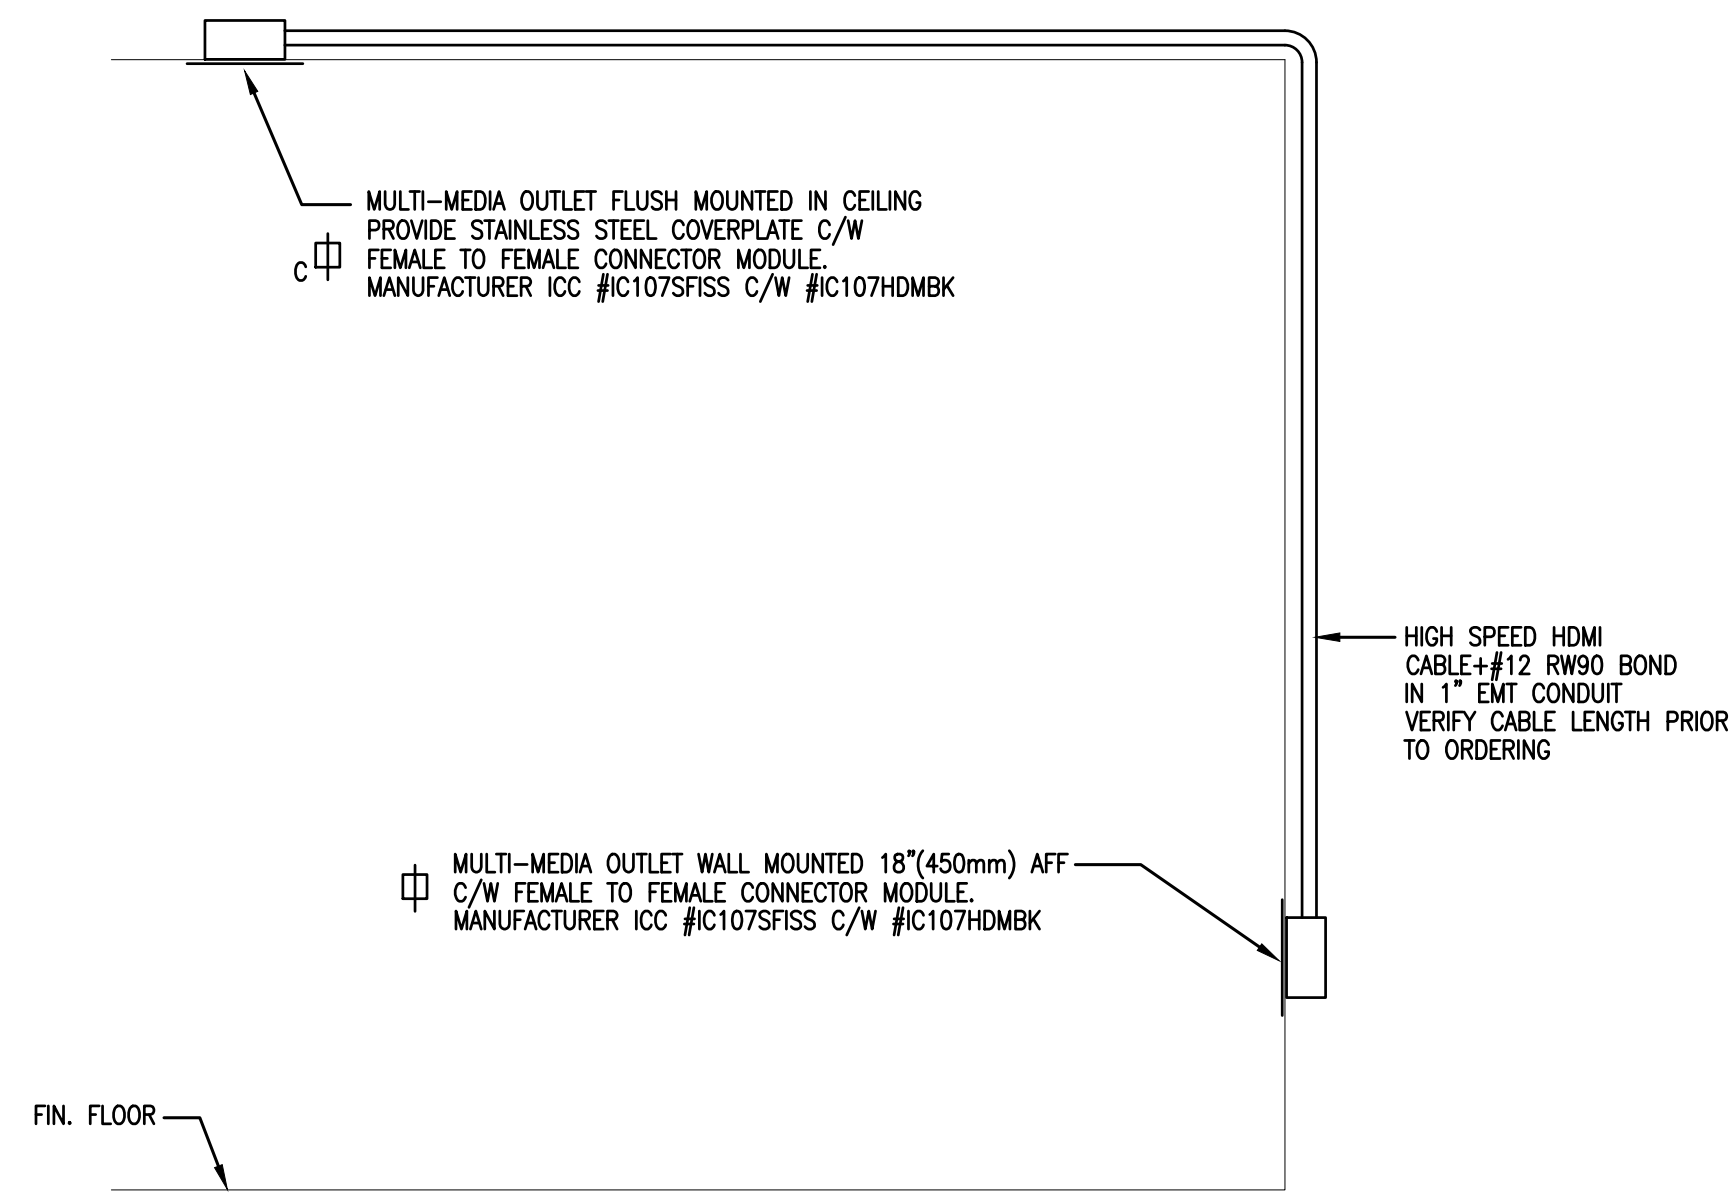 MULTI-MEDIA OUTLET FLUSH MOUNTED IN CEILING
PROVIDE STAINLESS STEEL COVERPLATE C/W
FEMALE TO FEMALE CONNECTOR MODULE.
MANUFACTURER ICC #IC107SFISS C/W #IC107HDMBK
C
HIGH SPEED HDMI
CABLE+#12 RW90 BOND
IN 1" EMT CONDUIT
VERIFY CABLE LENGTH PRIOR
TO ORDERING
MULTI-MEDIA OUTLET WALL MOUNTED 18"(450mm) AFF
C/W FEMALE TO FEMALE CONNECTOR MODULE.
MANUFACTURER ICC #IC107SFISS C/W #IC107HDMBK
FIN. FLOOR